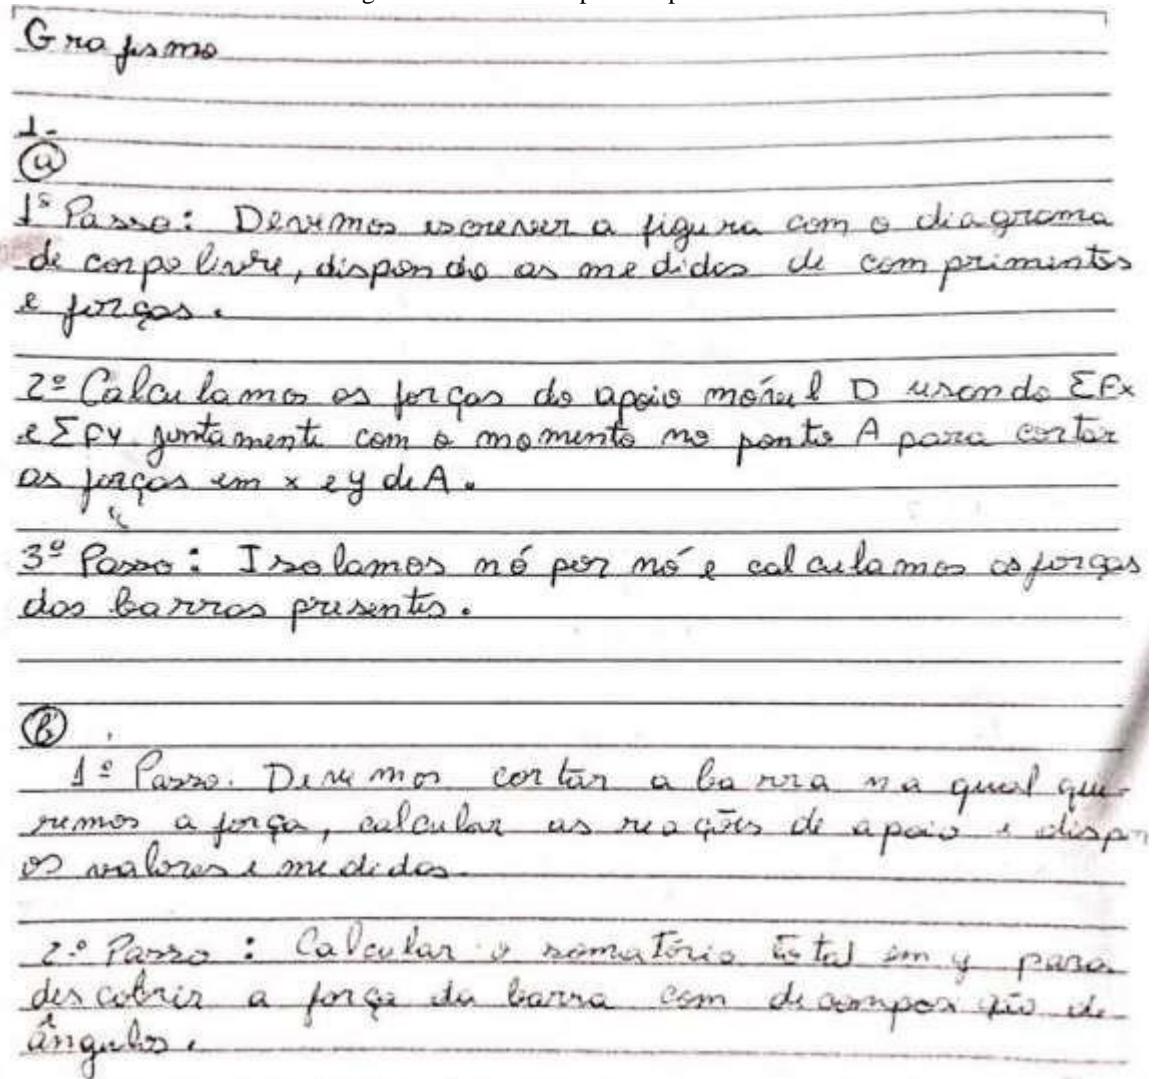 Grafismo
1-
a
1º Passo: Devemos escrever a figura com o diagrama
de corpo livre, dispondo as medidas de comprimentos
e forças.
2º Calculamos as forças do apoio móvel D usando ΣFx
e ΣFy juntamente com o momento no ponto A para cortar
as forças em x e y de A.
3º Passo: Isolamos nó por nó e calculamos as forças
das barras presentes.
b
1º Passo. Devemos cortar a barra na qual que-
remos a força, calcular as reações de apoio e dispor
os valores e medidas.
2º Passo: Calcular o somatório total em y para
descobrir a força da barra com decomposição de
ângulos.